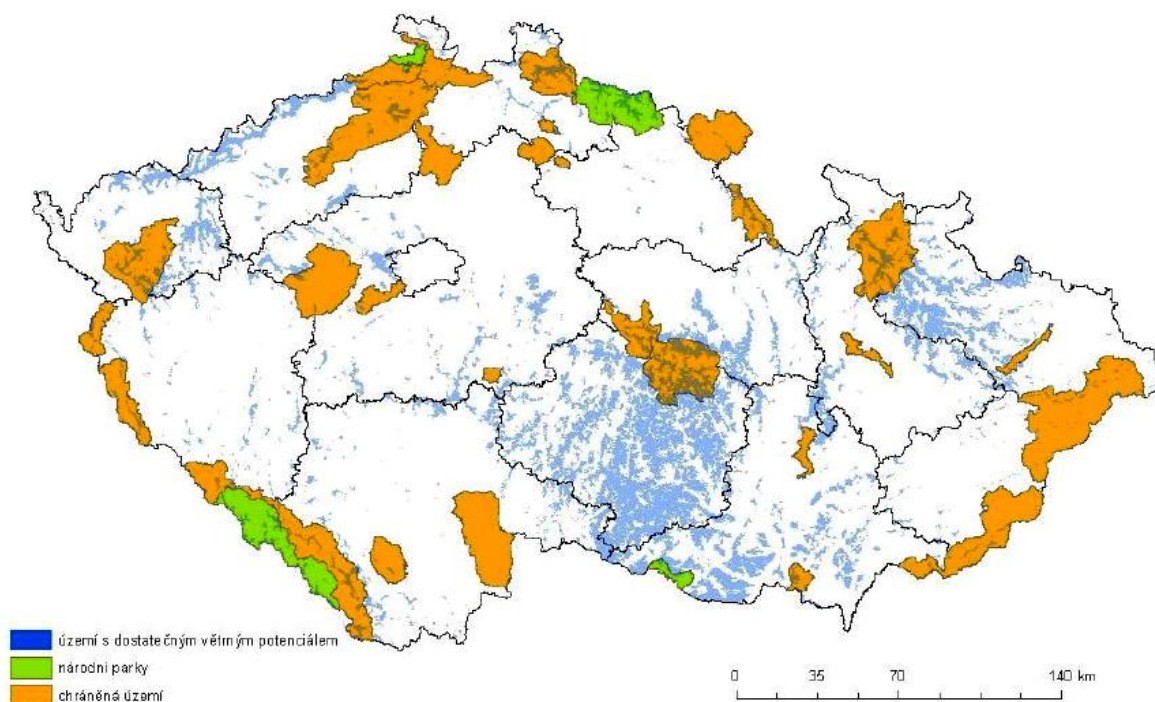 území s dostatečným větrným potenciálem
národní parky
chráněná území
0 35 70 140 km